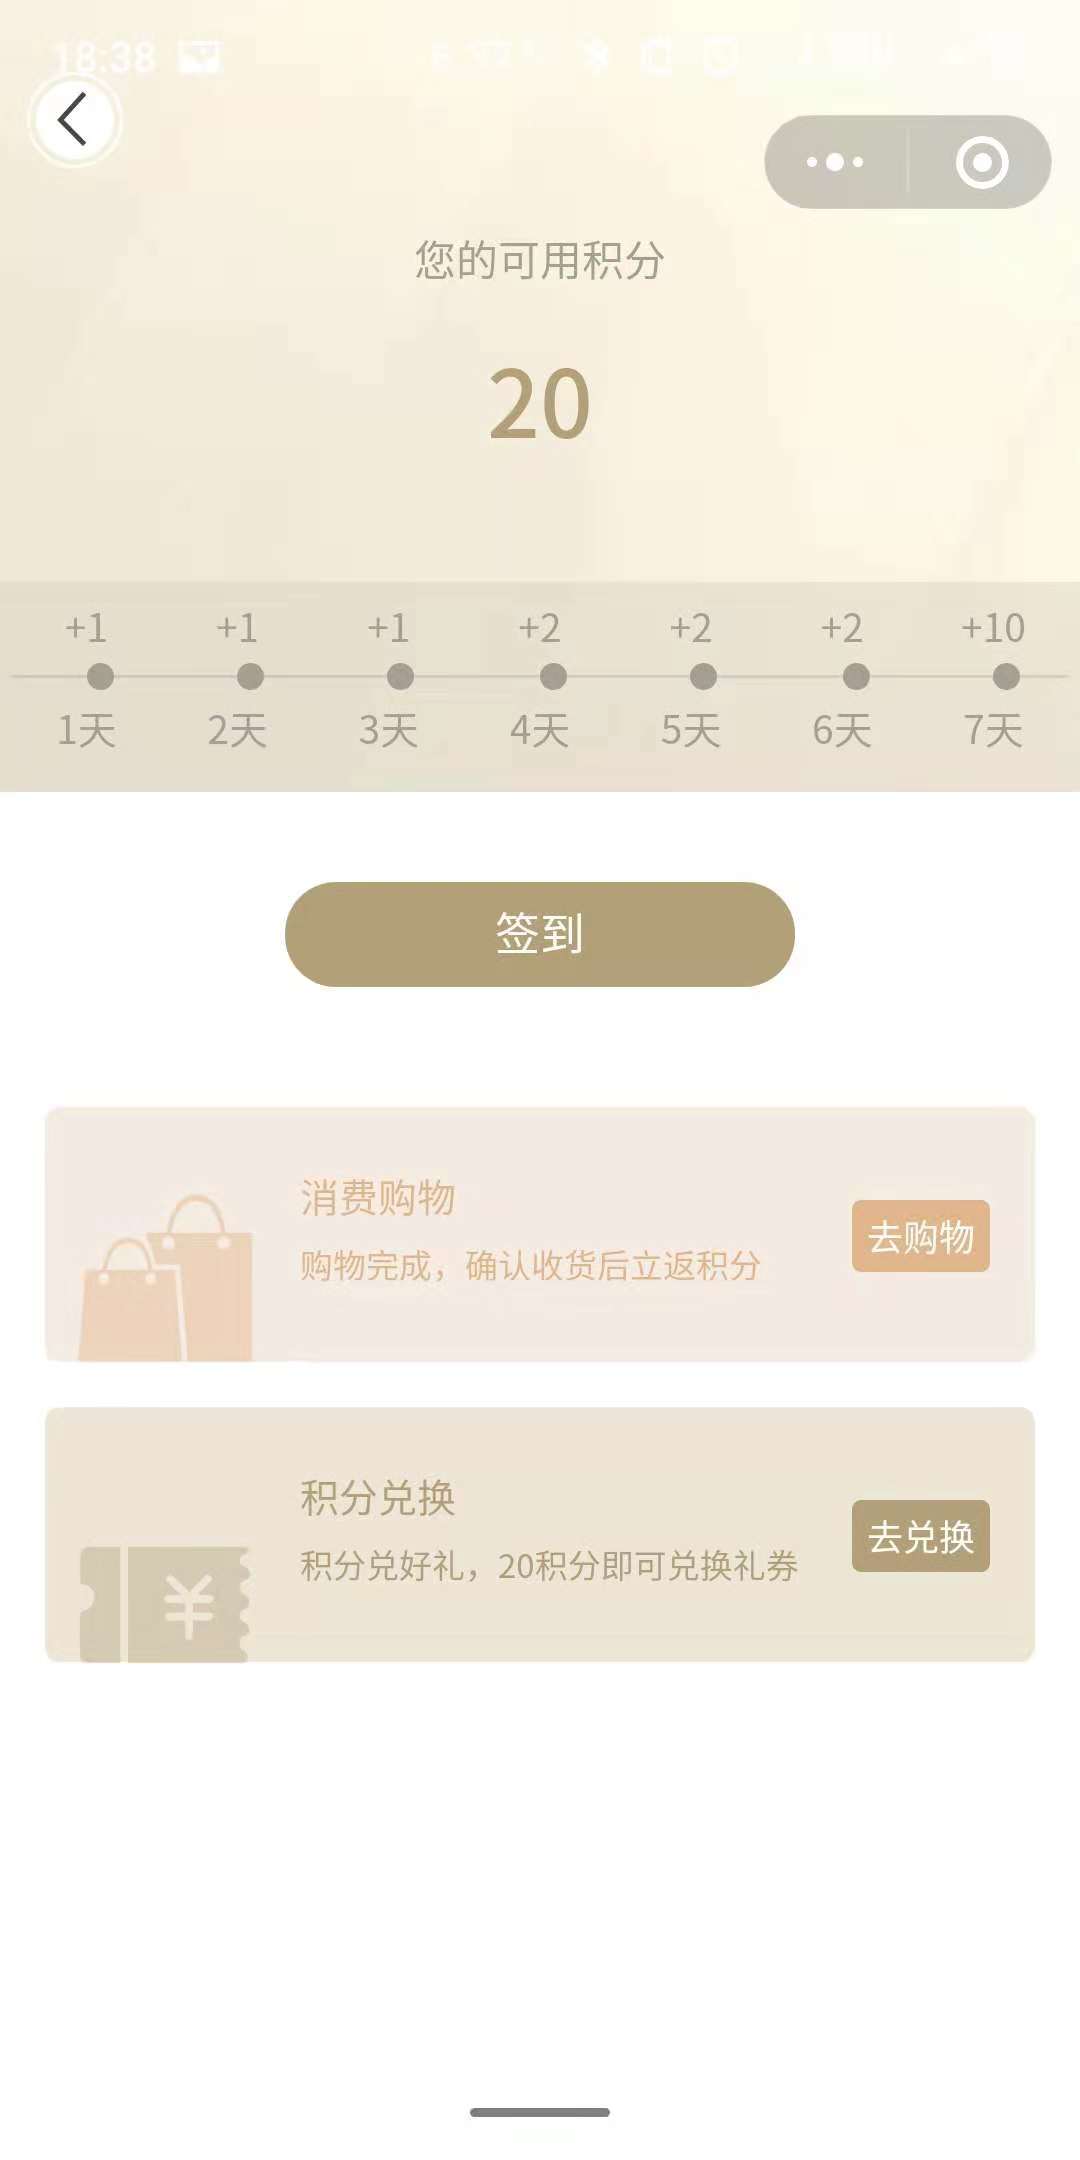 18:38
您的可用积分
20
+1 +1 +1 +2 +2 +2 +10
1天 2天 3天 4天 5天 6天 7天
签到
消费购物
购物完成，确认收货后立返积分
去购物
积分兑换
积分兑好礼，20积分即可兑换礼券
去兑换
¥